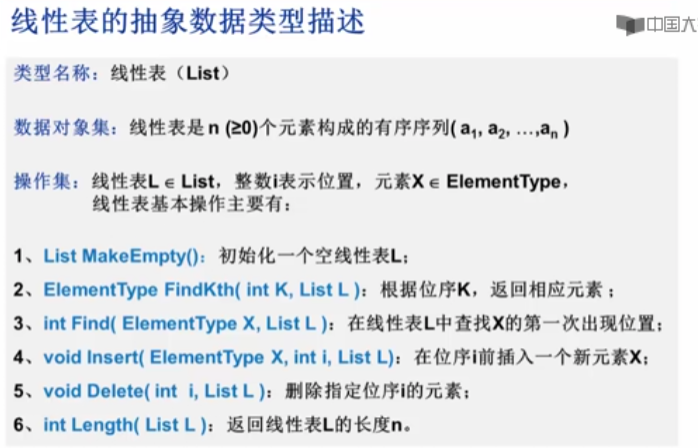 线性表的抽象数据类型描述
中国大
类型名称：线性表（List）
数据对象集：线性表是 n (≥0)个元素构成的有序序列( a₁, a₂, …,aₙ )
操作集：线性表L ∈ List，整数i表示位置，元素X ∈ ElementType，
线性表基本操作主要有：
1、List MakeEmpty()：初始化一个空线性表L；
2、ElementType FindKth( int K, List L )：根据位序K，返回相应元素 ；
3、int Find( ElementType X, List L )：在线性表L中查找X的第一次出现位置；
4、void Insert( ElementType X, int i, List L)：在位序i前插入一个新元素X；
5、void Delete( int i, List L )：删除指定位序i的元素；
6、int Length( List L )：返回线性表L的长度n。